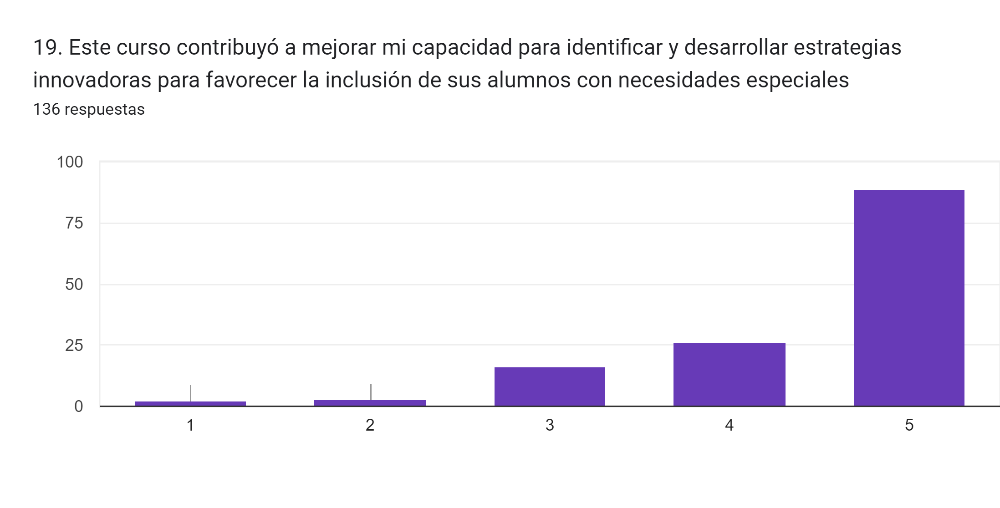 19. Este curso contribuyó a mejorar mi capacidad para identificar y desarrollar estrategias
innovadoras para favorecer la inclusión de sus alumnos con necesidades especiales
136 respuestas
100
75
50
25
0
1 2 3 4 5